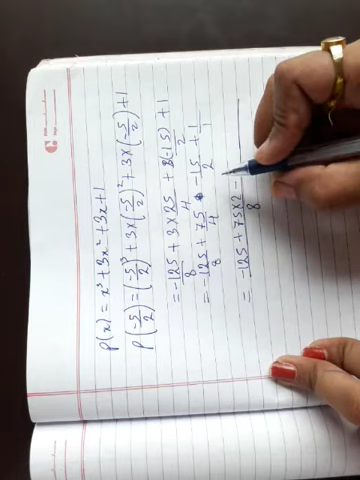 P(x) = x³ + 3x² + 3x + 1
P(-5/2) = (-5/2)³ + 3×(-5/2)² + 3×(-5/2) + 1
= -125/8 + 3×25/4 + (-15)/2 + 1
= -125/8 + 75/4 - 15/2 + 1/1
= -125 + 75×2 - /8